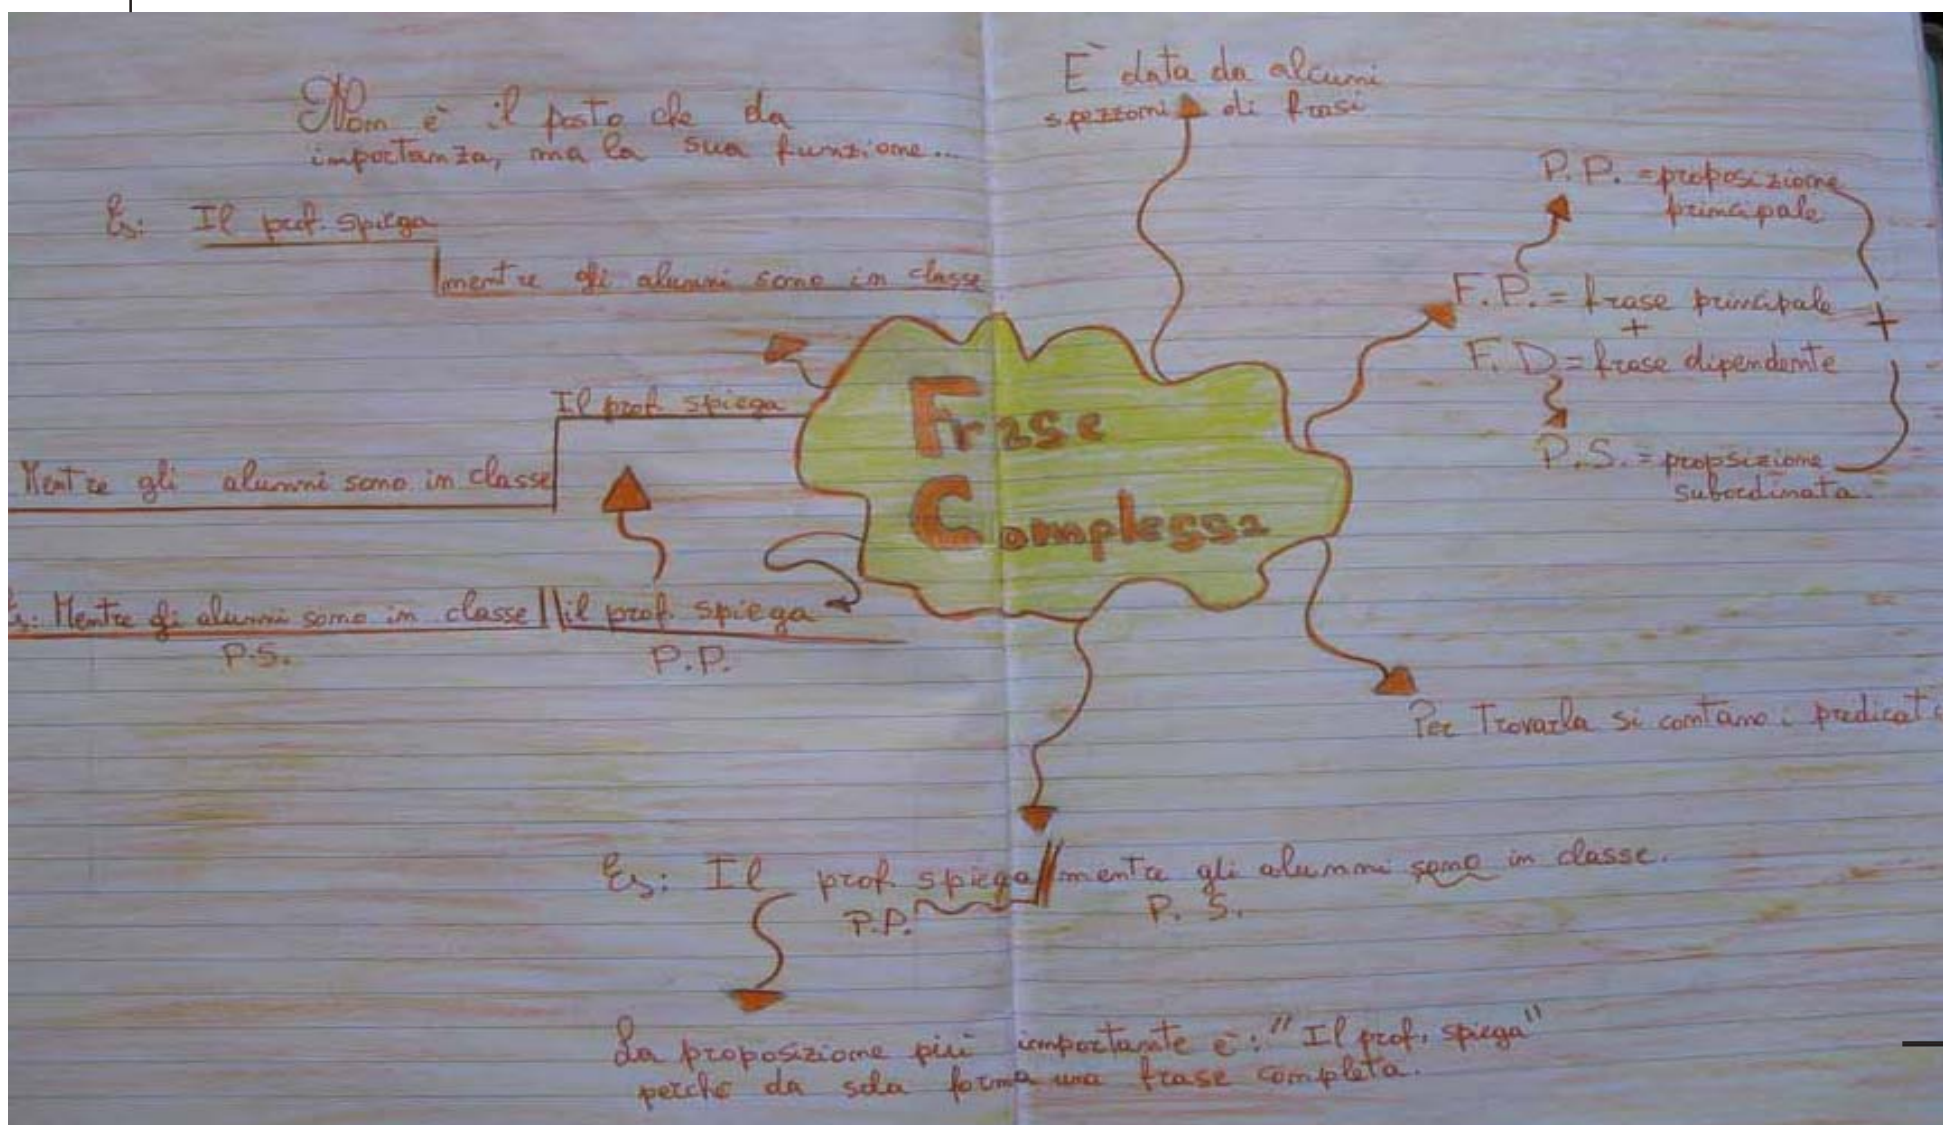 Non è il posto che da
importanza, ma la sua funzione...
Es: Il prof. spiega
mentre gli alunni sono in classe
È data da alcuni
spezzoni di frasi
P.P. = proposizione
principale
F.P. = frase principale
+
+
F.D = frase dipendente
P.S. = propsizione
subordinata.
Il prof. spiega
Mentre gli alunni sono in classe
Frase
Complessa
Es: Mentre gli alunni sono in classe || il prof. spiega
P.S. P.P.
Per Trovarla si contano i predicati
Es: Il prof. spiega // mentre gli alunni sono in classe.
P.P. P. S.
La proposizione più importante è: "Il prof. spiega"
perché da sola forma una frase completa.